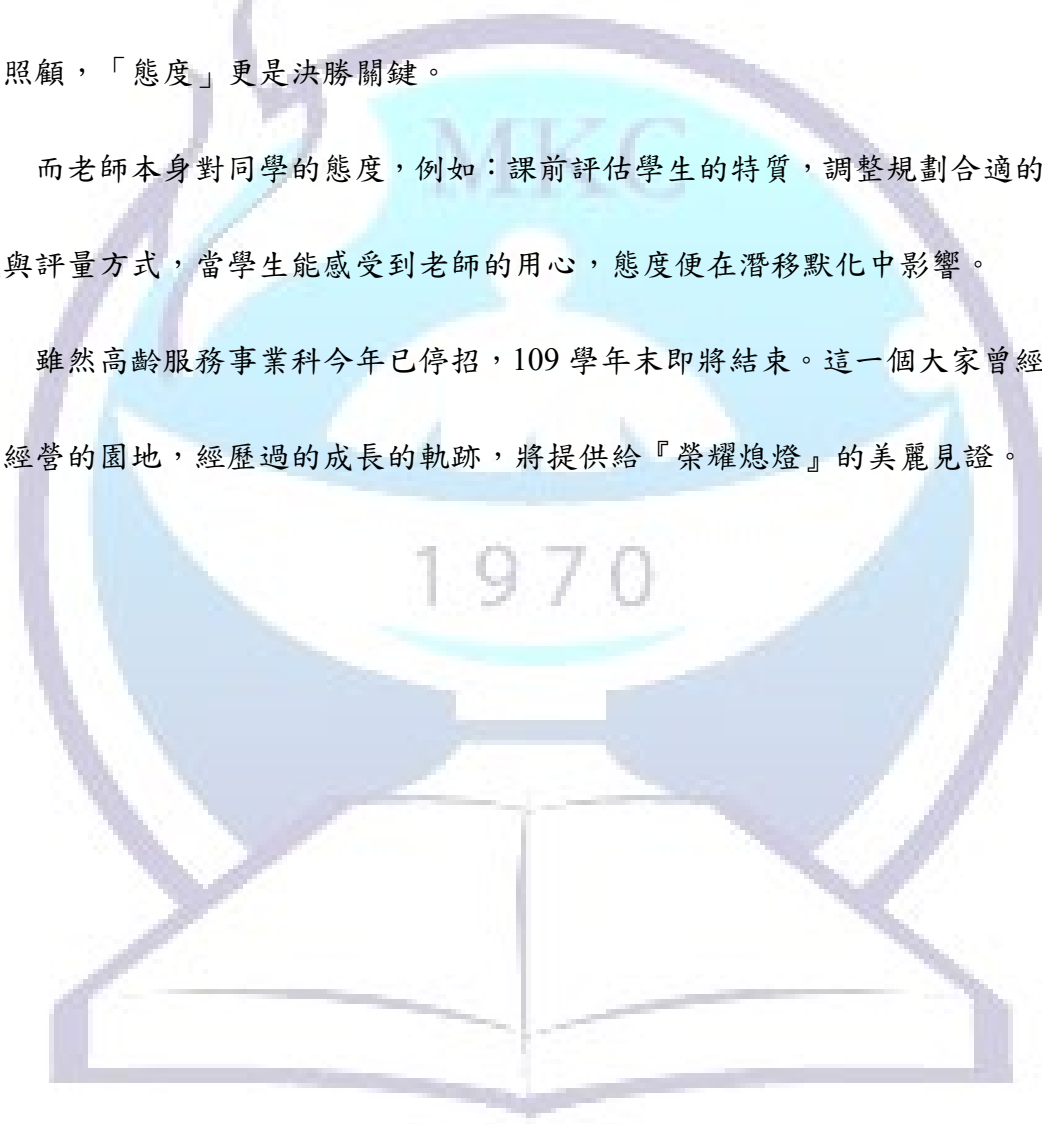 照顧，「態度」更是決勝關鍵。
而老師本身對同學的態度，例如：課前評估學生的特質，調整規劃合適的
與評量方式，當學生能感受到老師的用心，態度便在潛移默化中影響。
雖然高齡服務事業科今年已停招，109 學年末即將結束。這一個大家曾經
經營的園地，經歷過的成長的軌跡，將提供給『榮耀熄燈』的美麗見證。
MKC
1970